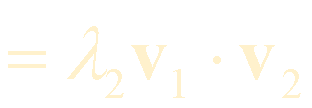 = λ₂v₁ · v₂